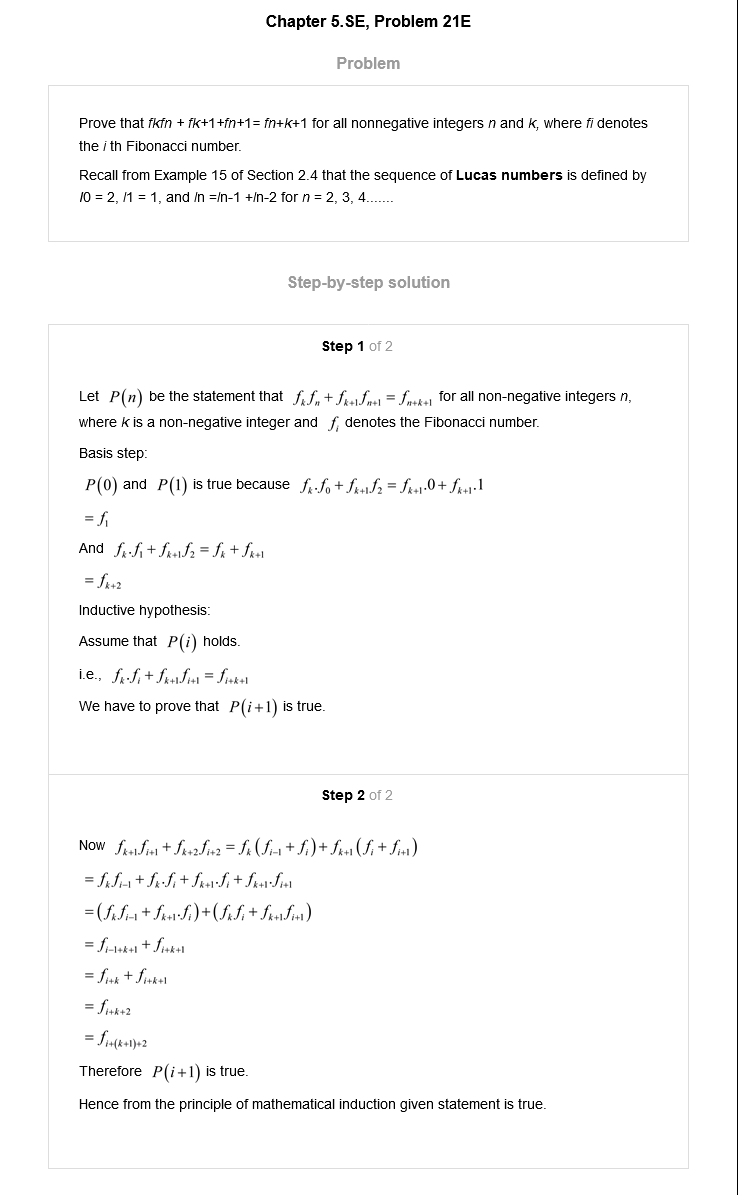 Chapter 5.SE, Problem 21E
Problem
Prove that fkfn + fk+1+fn+1= fn+k+1 for all nonnegative integers n and k, where fi denotes
the i th Fibonacci number.
Recall from Example 15 of Section 2.4 that the sequence of Lucas numbers is defined by
l0 = 2, l1 = 1, and ln =ln-1 +ln-2 for n = 2, 3, 4.......
Step-by-step solution
Step 1 of 2
Let P(n) be the statement that f_k f_n + f_{k+1} f_{n+1} = f_{n+k+1} for all non-negative integers n,
where k is a non-negative integer and f_i denotes the Fibonacci number.
Basis step:
P(0) and P(1) is true because f_k.f_0 + f_{k+1} f_2 = f_{k+1}.0 + f_{k+1}.1
= f_1
And f_k.f_1 + f_{k+1} f_2 = f_k + f_{k+1}
= f_{k+2}
Inductive hypothesis:
Assume that P(i) holds.
i.e., f_k.f_i + f_{k+1} f_{i+1} = f_{i+k+1}
We have to prove that P(i+1) is true.
Step 2 of 2
Now f_{k+1} f_{i+1} + f_{k+2} f_{i+2} = f_k (f_{i-1} + f_i) + f_{k+1} (f_i + f_{i+1})
= f_k f_{i-1} + f_k.f_i + f_{k+1}.f_i + f_{k+1}.f_{i+1}
= (f_k f_{i-1} + f_{k+1}.f_i) + (f_k f_i + f_{k+1} f_{i+1})
= f_{i-1+k+1} + f_{i+k+1}
= f_{i+k} + f_{i+k+1}
= f_{i+k+2}
= f_{i+(k+1)+2}
Therefore P(i+1) is true.
Hence from the principle of mathematical induction given statement is true.